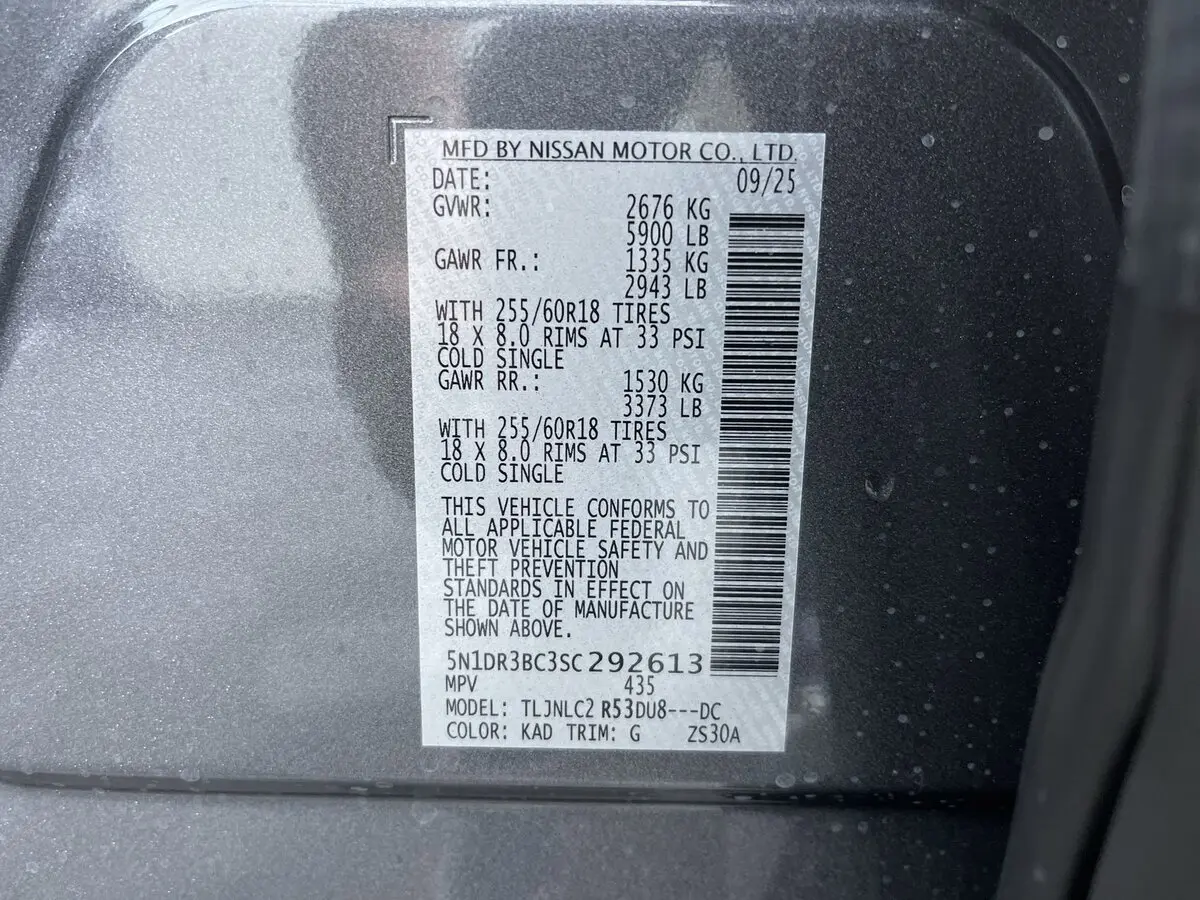 MFD BY NISSAN MOTOR CO., LTD.
DATE: 09/25
GVWR: 2676 KG
5900 LB
GAWR FR.: 1335 KG
2943 LB
WITH 255/60R18 TIRES
18 X 8.0 RIMS AT 33 PSI
COLD SINGLE
GAWR RR.: 1530 KG
3373 LB
WITH 255/60R18 TIRES
18 X 8.0 RIMS AT 33 PSI
COLD SINGLE
THIS VEHICLE CONFORMS TO
ALL APPLICABLE FEDERAL
MOTOR VEHICLE SAFETY AND
THEFT PREVENTION
STANDARDS IN EFFECT ON
THE DATE OF MANUFACTURE
SHOWN ABOVE.
5N1DR3BC3SC292613
MPV 435
MODEL: TLJNLC2 R53DU8---DC
COLOR: KAD TRIM: G ZS30A